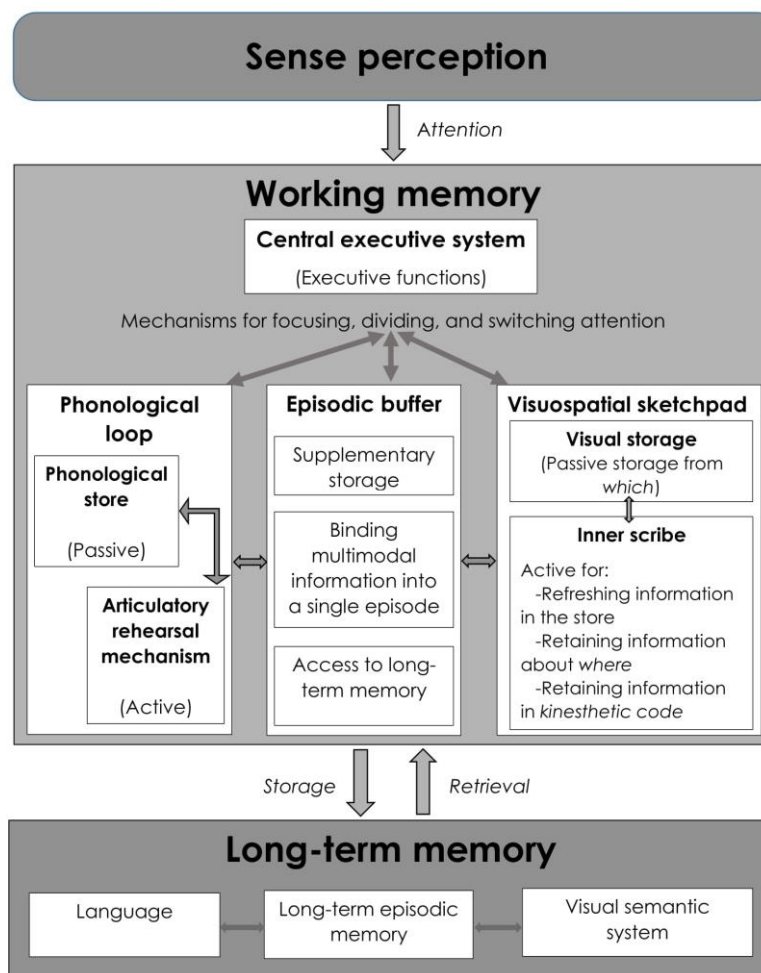 Sense perception
Attention
Working memory
Central executive system
(Executive functions)
Mechanisms for focusing, dividing, and switching attention
Phonological
loop
Phonological
store
(Passive)
Articulatory
rehearsal
mechanism
(Active)
Episodic buffer
Supplementary
storage
Binding
multimodal
information into
a single episode
Access to long-
term memory
Visuospatial sketchpad
Visual storage
(Passive storage from
which)
Inner scribe
Active for:
-Refreshing information
in the store
-Retaining information
about where
-Retaining information
in kinesthetic code
Storage
Retrieval
Long-term memory
Language
Long-term episodic
memory
Visual semantic
system